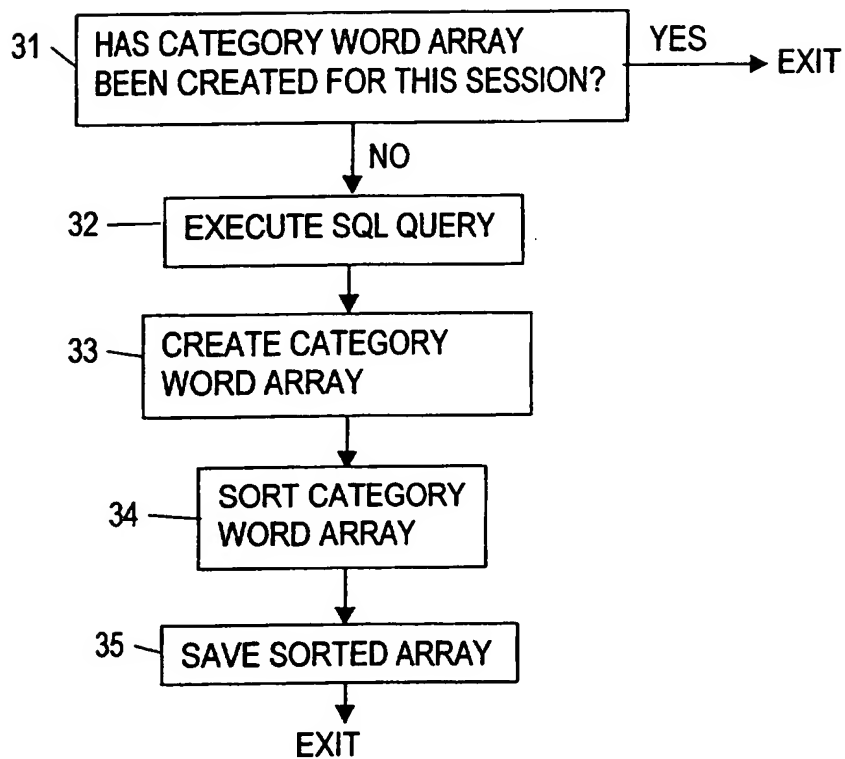 31
HAS CATEGORY WORD ARRAY
BEEN CREATED FOR THIS SESSION?
YES
EXIT
NO
32
EXECUTE SQL QUERY
33
CREATE CATEGORY
WORD ARRAY
34
SORT CATEGORY
WORD ARRAY
35
SAVE SORTED ARRAY
EXIT